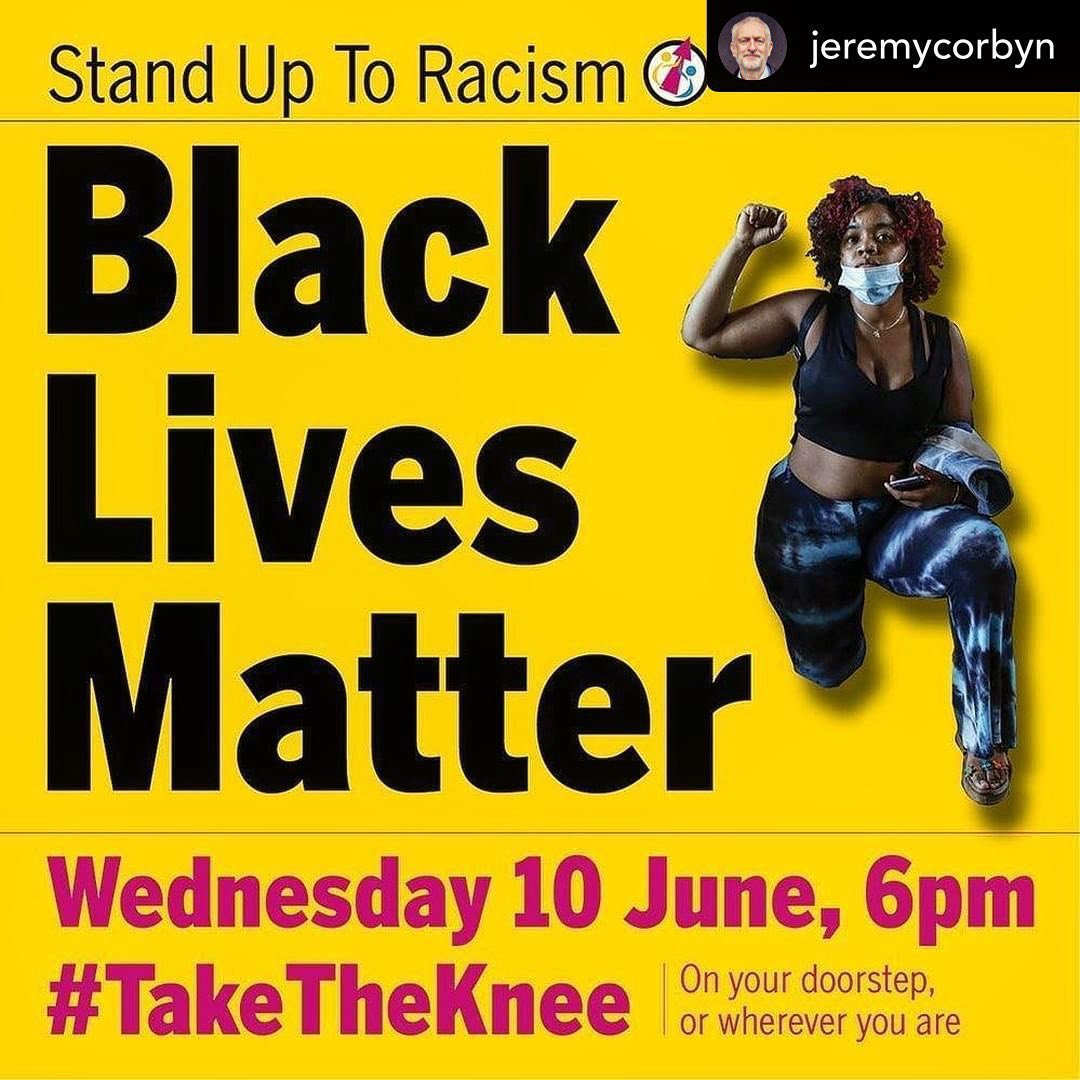 Stand Up To Racism
jeremycorbyn
Black
Lives
Matter
Wednesday 10 June, 6pm
#TakeTheKnee
On your doorstep,
or wherever you are